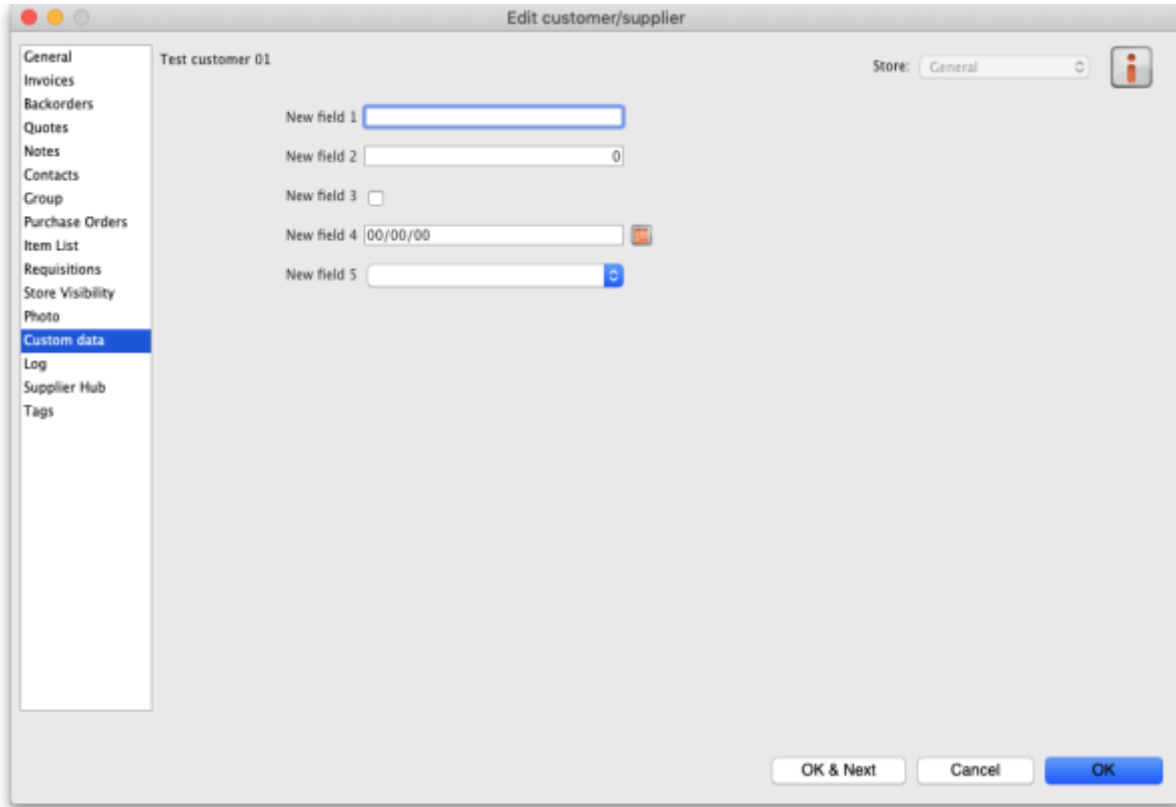 Edit customer/supplier
General
Invoices
Backorders
Quotes
Notes
Contacts
Group
Purchase Orders
Item List
Requisitions
Store Visibility
Photo
Custom data
Log
Supplier Hub
Tags
Test customer 01
Store: General
New field 1
New field 2 0
New field 3
New field 4 00/00/00
New field 5
OK & Next Cancel OK